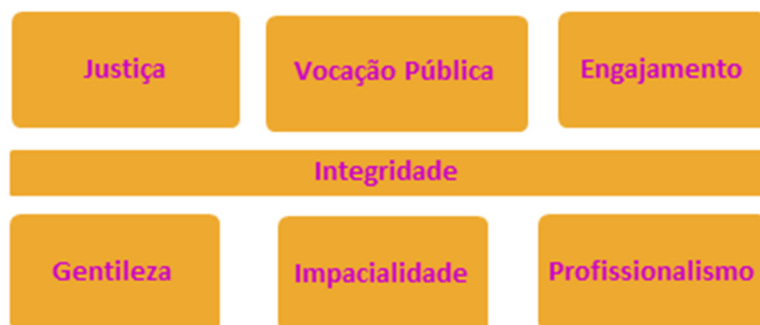 Justiça
Vocação Pública
Engajamento
Integridade
Gentileza
Impacialidade
Profissionalismo